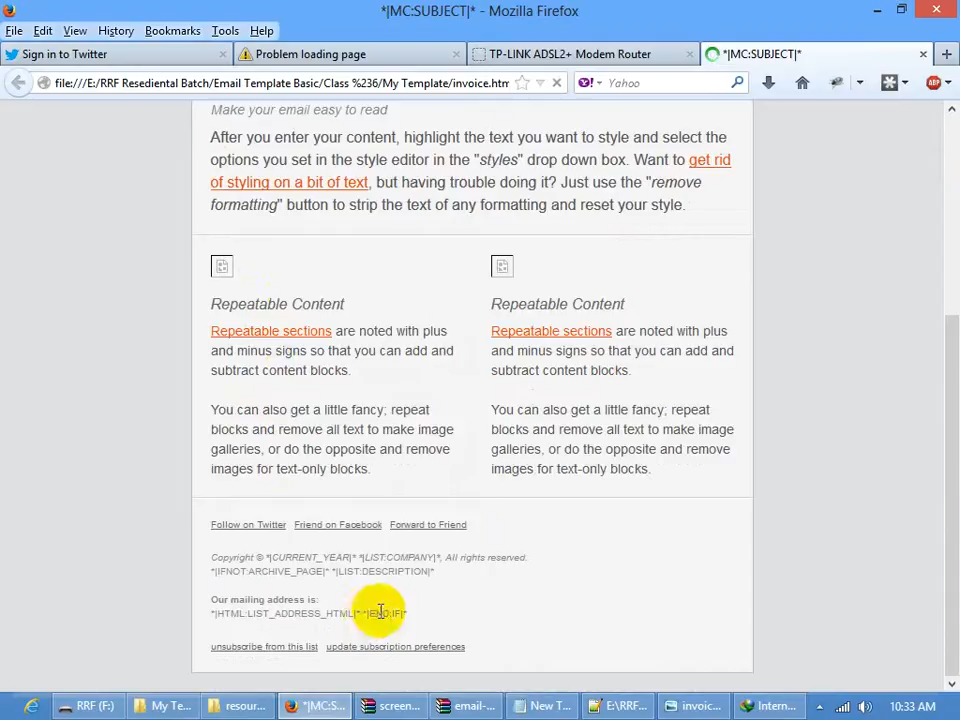 *|MC:SUBJECT|* - Mozilla Firefox
File Edit View History Bookmarks Tools Help
Sign in to Twitter
Problem loading page
TP-LINK ADSL2+ Modem Router
*|MC:SUBJECT|*
file:///E:/RRF Resediental Batch/Email Template Basic/Class %236/My Template/invoice.htm
Yahoo
Make your email easy to read
After you enter your content, highlight the text you want to style and select the
options you set in the style editor in the "styles" drop down box. Want to get rid
of styling on a bit of text, but having trouble doing it? Just use the "remove
formatting" button to strip the text of any formatting and reset your style.
Repeatable Content
Repeatable sections are noted with plus
and minus signs so that you can add and
subtract content blocks.
You can also get a little fancy; repeat
blocks and remove all text to make image
galleries, or do the opposite and remove
images for text-only blocks.
Repeatable Content
Repeatable sections are noted with plus
and minus signs so that you can add and
subtract content blocks.
You can also get a little fancy; repeat
blocks and remove all text to make image
galleries, or do the opposite and remove
images for text-only blocks.
Follow on Twitter Friend on Facebook Forward to Friend
Copyright © *|CURRENT_YEAR|* *|LIST:COMPANY|*, All rights reserved.
*|IFNOT:ARCHIVE_PAGE|* *|LIST:DESCRIPTION|*
Our mailing address is:
*|HTML:LIST_ADDRESS_HTML|* *|END:IF|*
unsubscribe from this list update subscription preferences
RRF (F:)
My Te...
resour...
*|MC:S...
screen...
email-...
New T...
E:\RRF...
invoic...
Intern...
10:33 AM